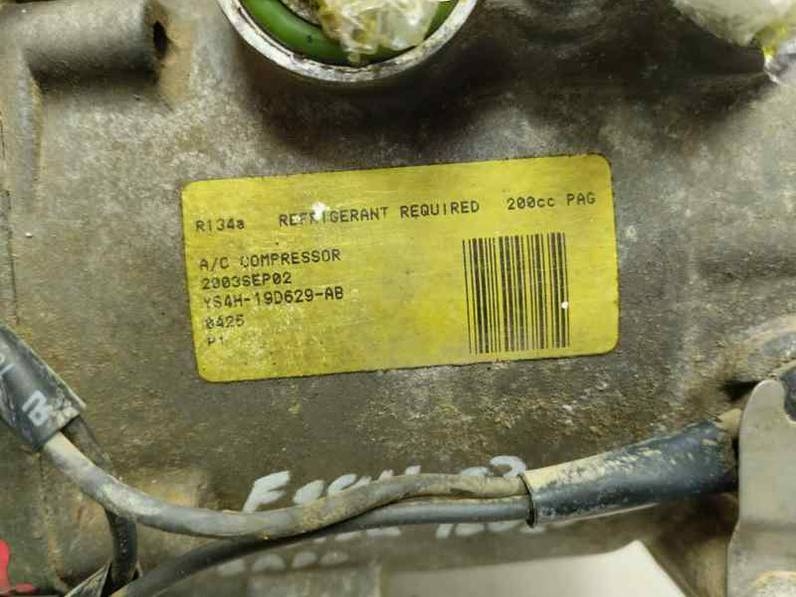 R134a REFRIGERANT REQUIRED 200cc PAG
A/C COMPRESSOR
2003SEP02
YS4H-19D629-AB
0425
P1